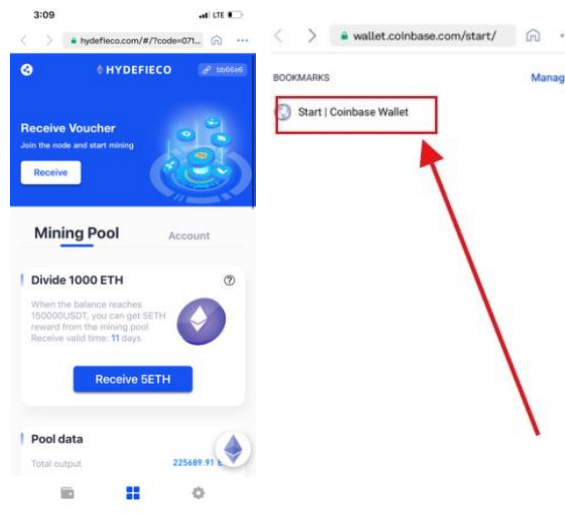 3:09
LTE
hydefieco.com/#/?code=071...
HYDEFIECO
bb66e6
Receive Voucher
Join the node and start mining
Receive
Mining Pool
Account
Divide 1000 ETH
When the balance reaches
150000USDT, you can get 5ETH
reward from the mining pool
Receive valid time: 11 days
Receive 5ETH
Pool data
Total output
225689.91 E
wallet.coinbase.com/start/
BOOKMARKS
Manag
Start | Coinbase Wallet